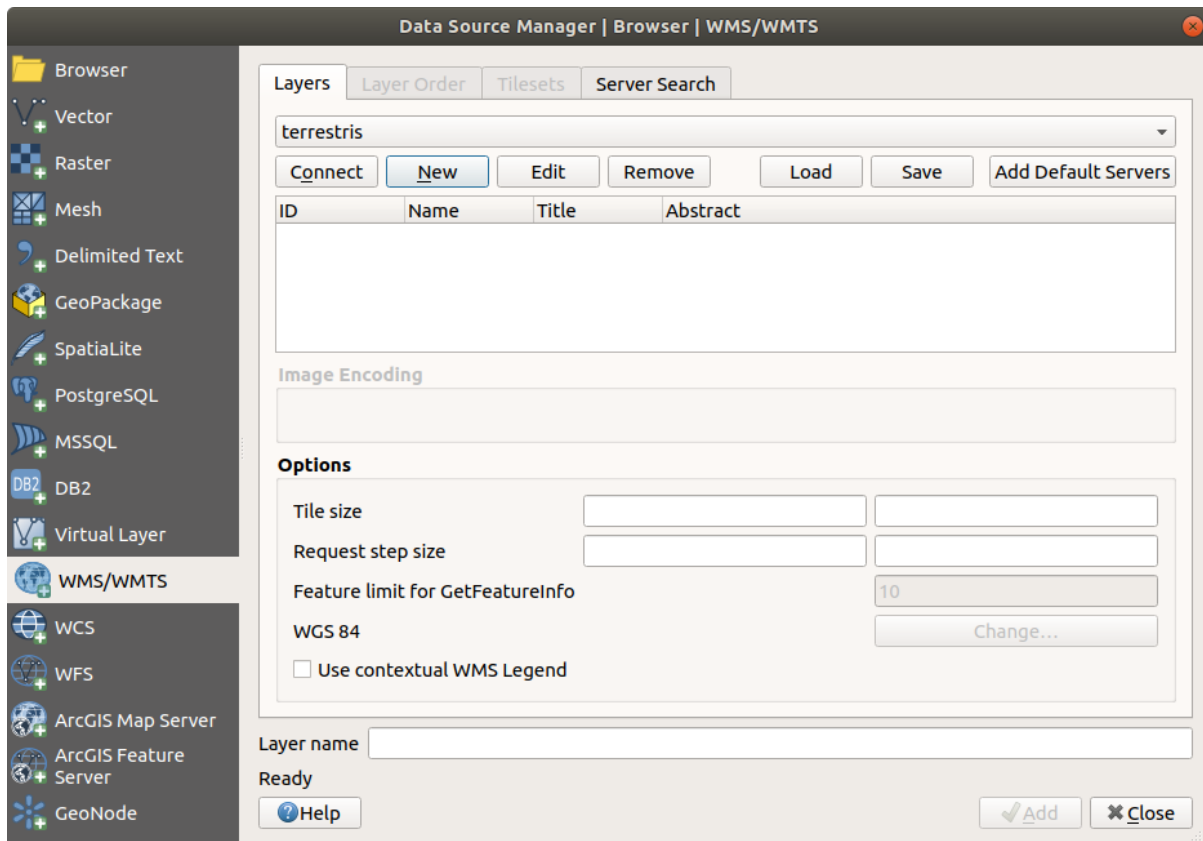 Data Source Manager | Browser | WMS/WMTS
Browser
Vector
Raster
Mesh
Delimited Text
GeoPackage
SpatiaLite
PostgreSQL
MSSQL
DB2
DB2
Virtual Layer
WMS/WMTS
WCS
WFS
ArcGIS Map Server
ArcGIS Feature
Server
GeoNode
Layers Layer Order Tilesets Server Search
terrestris
Connect New Edit Remove Load Save Add Default Servers
ID Name Title Abstract
Image Encoding
Options
Tile size
Request step size
Feature limit for GetFeatureInfo 10
WGS 84 Change...
Use contextual WMS Legend
Layer name
Ready
Help Add Close